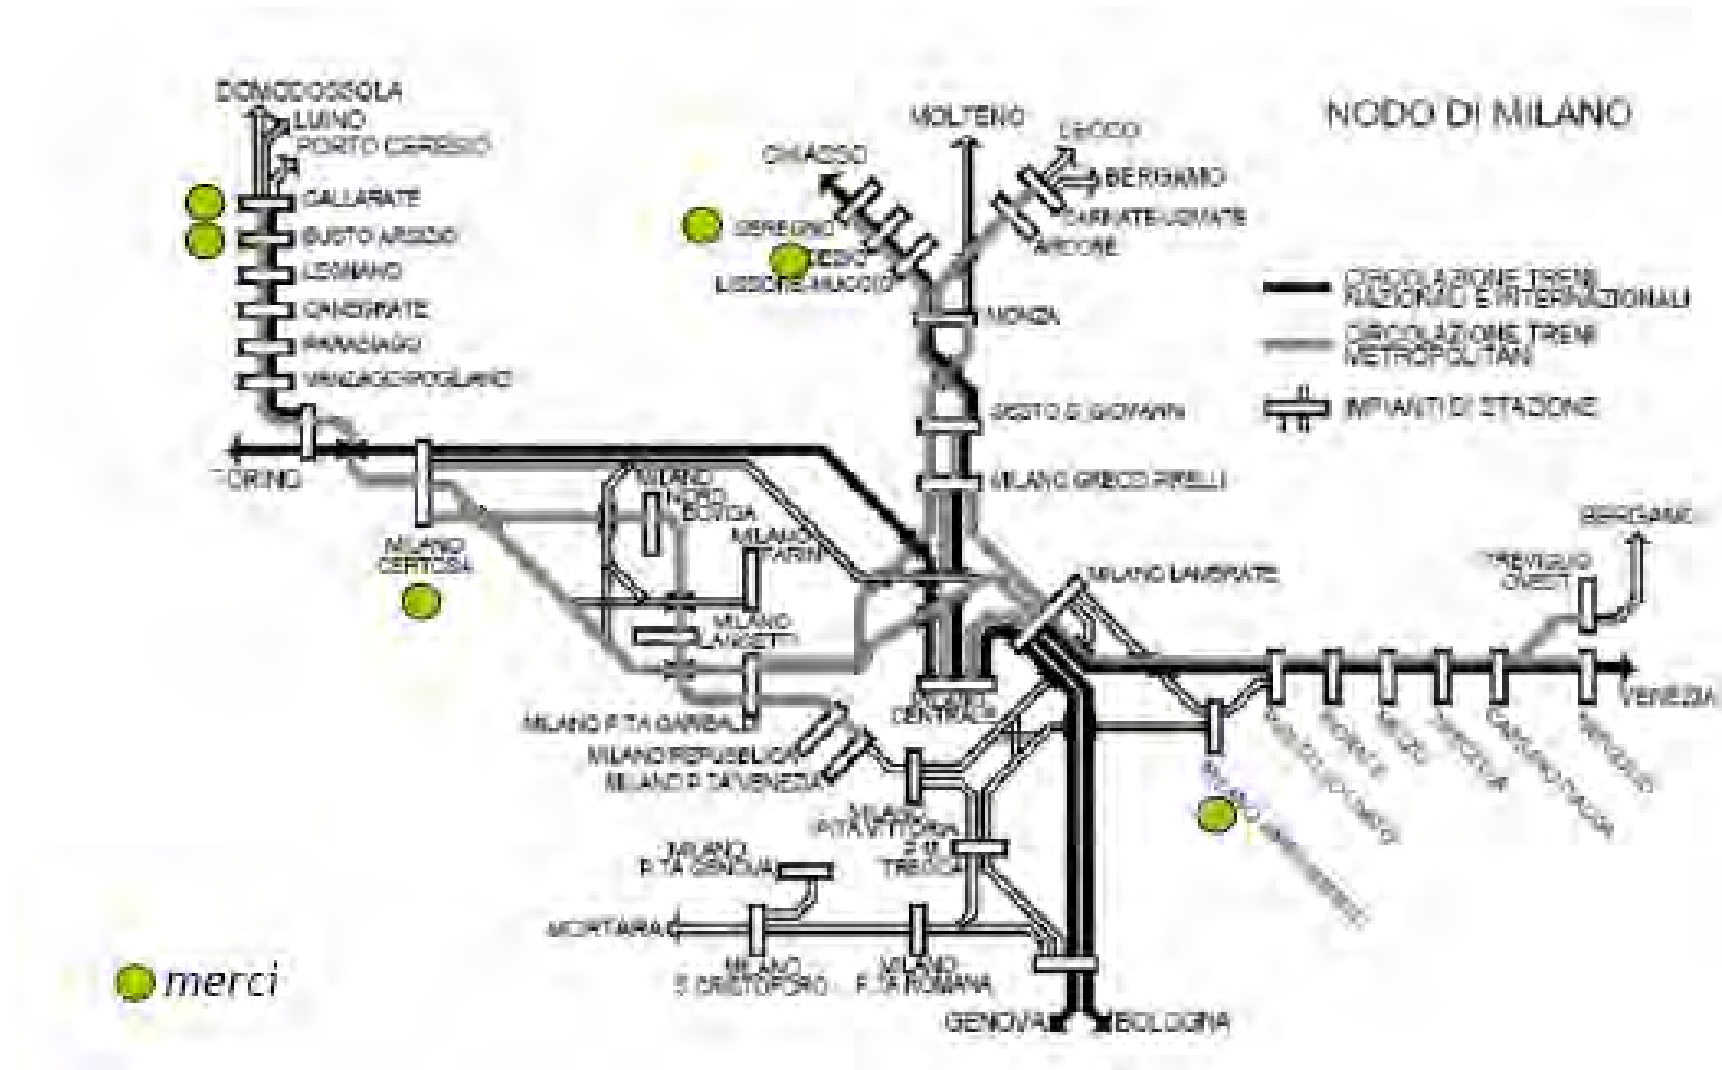 NODO DI MILANO
DOMODOSSOLA
LUINO
PORTO CERESIO
GALLARATE
BUSTO ARSIZIO
LEGNANO
CANEGRATE
PARABIAGO
VANZAGO-POGLIANO
TORINO
MILANO
CERTOSA
CHIASSO
SEREGNO
DESIO
LISSONE-MUGGIO
MOLTENO
LECCO
BERGAMO
CARNATE-USMATE
ARCORE
MONZA
SESTO S. GIOVANNI
MILANO GRECO PIRELLI
CIRCOLAZIONE TRENI
NAZIONALI E INTERNAZIONALI
CIRCOLAZIONE TRENI
METROPOLITANI
IMPIANTI DI STAZIONE
MILANO
NORD
BOVISA
MILANO
FARINI
MILANO
LANCETTI
MILANO LAMBRATE
BERGAMO
TREVIGLIO
OVEST
VENEZIA
MILANO
CENTRALE
MILANO P.TA GARIBALDI
MILANO REPUBBLICA
MILANO P.TA VENEZIA
MILANO
P.TA VITTORIA
P.M.
TRECCA
MILANO
P.TA GENOVA
MORTARA
MILANO
S. CRISTOFORO
MILANO
P.TA ROMANA
GENOVA
BOLOGNA
merci